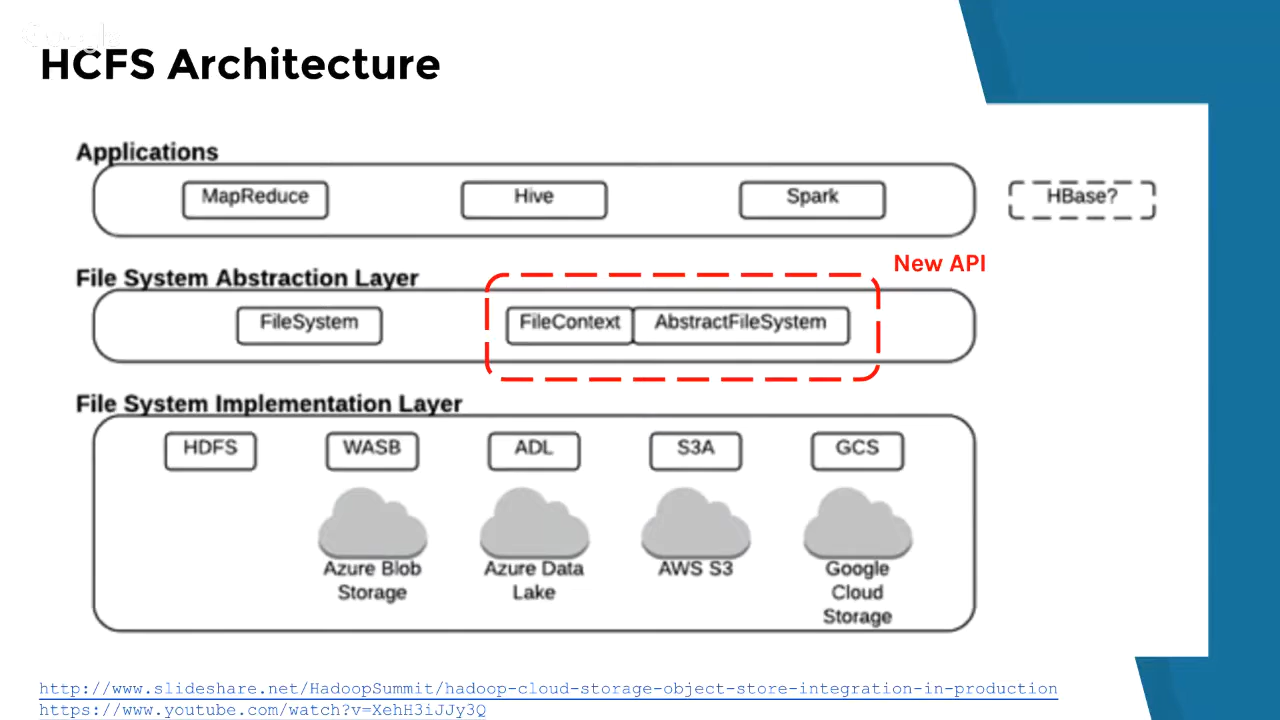 Google
HCFS Architecture
Applications
MapReduce
Hive
Spark
HBase?
New API
File System Abstraction Layer
FileSystem
FileContext
AbstractFileSystem
File System Implementation Layer
HDFS
WASB
ADL
S3A
GCS
Azure Blob
Storage
Azure Data
Lake
AWS S3
Google
Cloud
Storage
http://www.slideshare.net/HadoopSummit/hadoop-cloud-storage-object-store-integration-in-production
https://www.youtube.com/watch?v=XehH3iJJy3Q